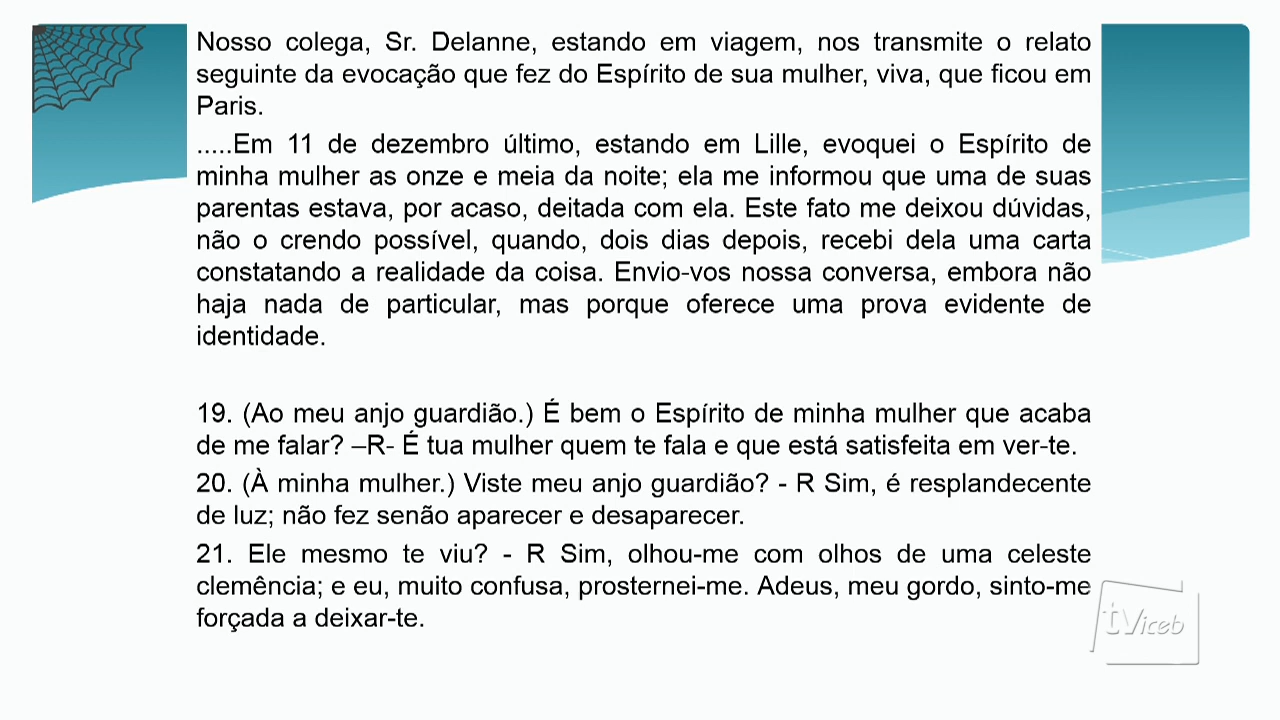 Nosso colega, Sr. Delanne, estando em viagem, nos transmite o relato
seguinte da evocação que fez do Espírito de sua mulher, viva, que ficou em
Paris.
.....Em 11 de dezembro último, estando em Lille, evoquei o Espírito de
minha mulher as onze e meia da noite; ela me informou que uma de suas
parentas estava, por acaso, deitada com ela. Este fato me deixou dúvidas,
não o crendo possível, quando, dois dias depois, recebi dela uma carta
constatando a realidade da coisa. Envio-vos nossa conversa, embora não
haja nada de particular, mas porque oferece uma prova evidente de
identidade.
19. (Ao meu anjo guardião.) É bem o Espírito de minha mulher que acaba
de me falar? –R- É tua mulher quem te fala e que está satisfeita em ver-te.
20. (À minha mulher.) Viste meu anjo guardião? - R Sim, é resplandecente
de luz; não fez senão aparecer e desaparecer.
21. Ele mesmo te viu? - R Sim, olhou-me com olhos de uma celeste
clemência; e eu, muito confusa, prosternei-me. Adeus, meu gordo, sinto-me
forçada a deixar-te.
tViceb